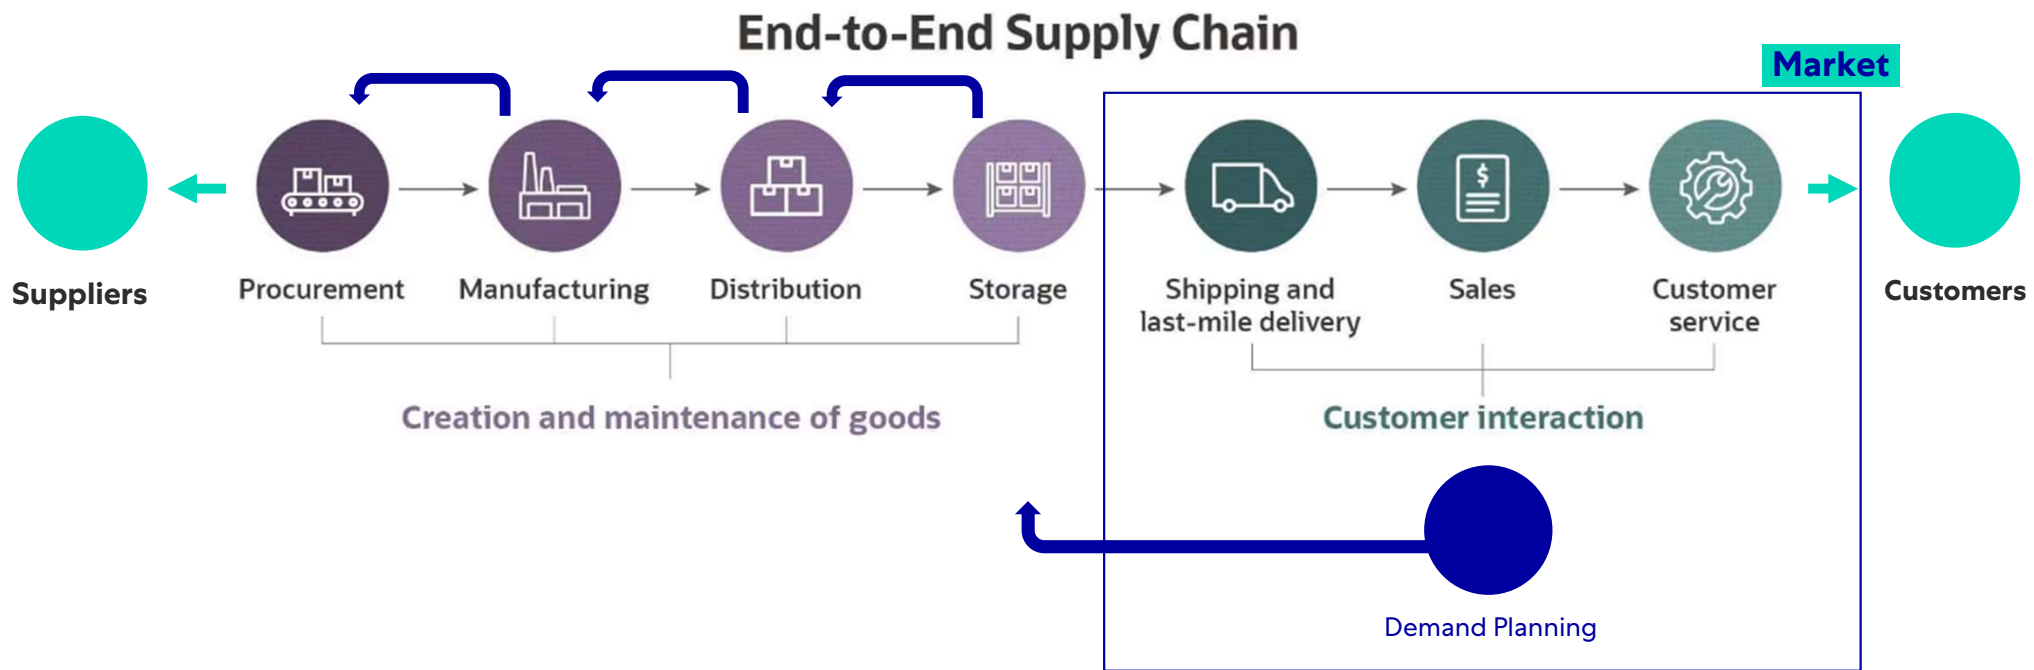 End-to-End Supply Chain
Market
$
Suppliers
Procurement
Manufacturing
Distribution
Storage
Shipping and
last-mile delivery
Sales
Customer
service
Customers
Creation and maintenance of goods
Customer interaction
Demand Planning